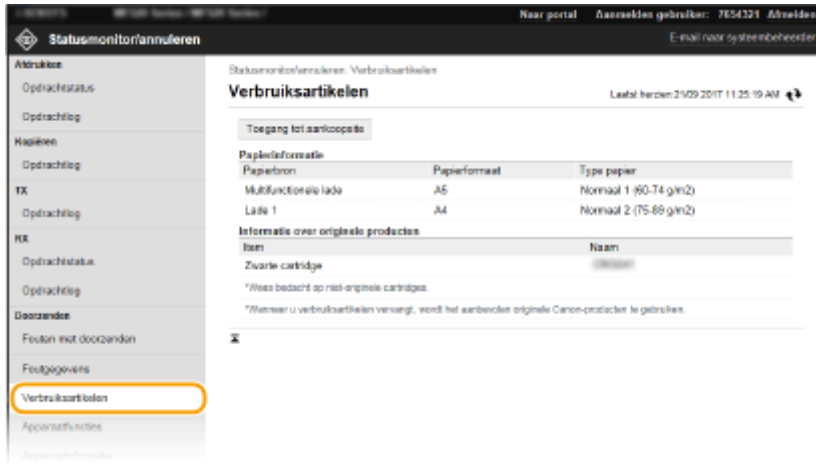 Naar portal Aanmelden gebruiker: 7654321 Afmelden
Statusmonitor/annuleren E-mail naar systeembeheerder
Afdrukken
Opdrachtstatus
Opdrachtlog
Kopiëren
Opdrachtlog
TX
Opdrachtlog
RX
Opdrachtstatus
Opdrachtlog
Doorzenden
Fouten met doorzenden
Foutgegevens
Verbruiksartikelen
Apparaatfuncties
Statusmonitor/annuleren: Verbruiksartikelen
Verbruiksartikelen Laatst herzien: 21/09 2017 11:25:19 AM
Toegang tot aankoopsite
Papierinformatie
Papierbron Papierformaat Type papier
Multifunctionele lade A5 Normaal 1 (60-74 g/m2)
Lade 1 A4 Normaal 2 (75-89 g/m2)
Informatie over originele producten
Item Naam
Zwarte cartridge
*Wees bedacht op niet-originele cartridges.
*Wanneer u verbruiksartikelen vervangt, wordt het aanbevolen originele Canon-producten te gebruiken.